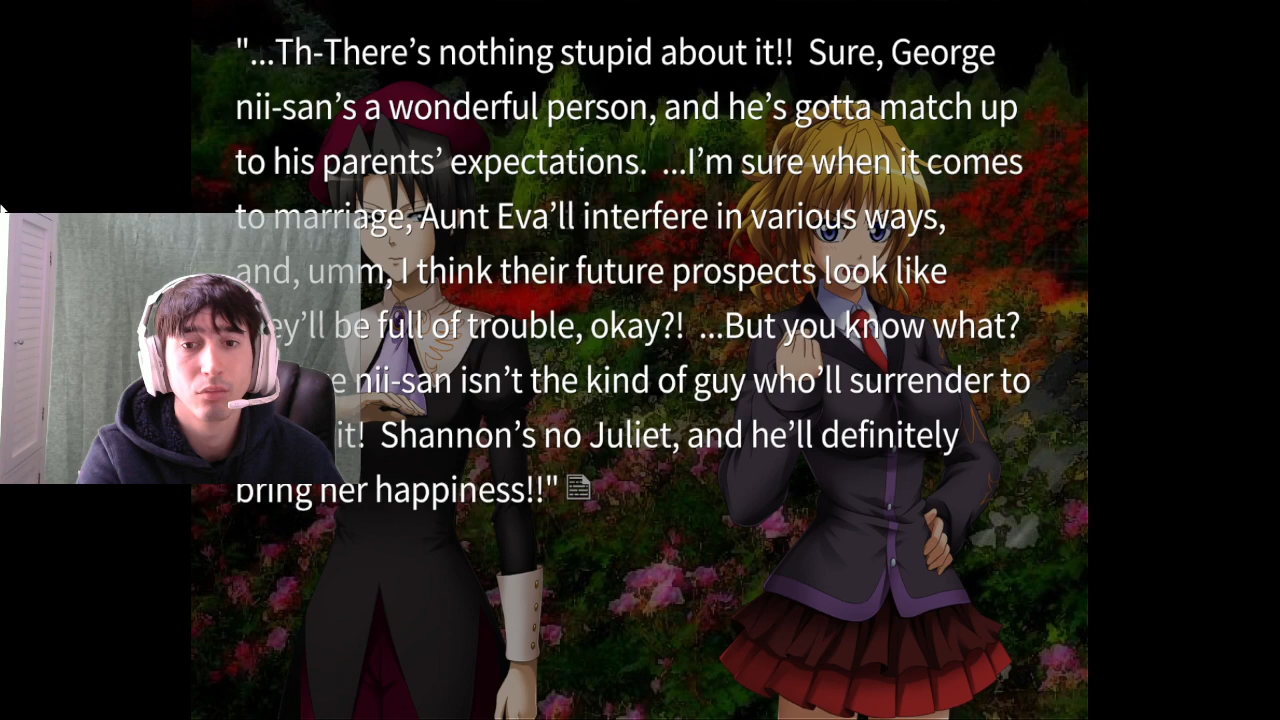 "...Th-There’s nothing stupid about it!!  Sure, George
nii-san’s a wonderful person, and he’s gotta match up
to his parents’ expectations.  ...I’m sure when it comes
to marriage, Aunt Eva’ll interfere in various ways,
and, umm, I think their future prospects look like
they’ll be full of trouble, okay?!  ...But you know what?
nii-san isn’t the kind of guy who’ll surrender to
it!  Shannon’s no Juliet, and he’ll definitely
bring her happiness!!"